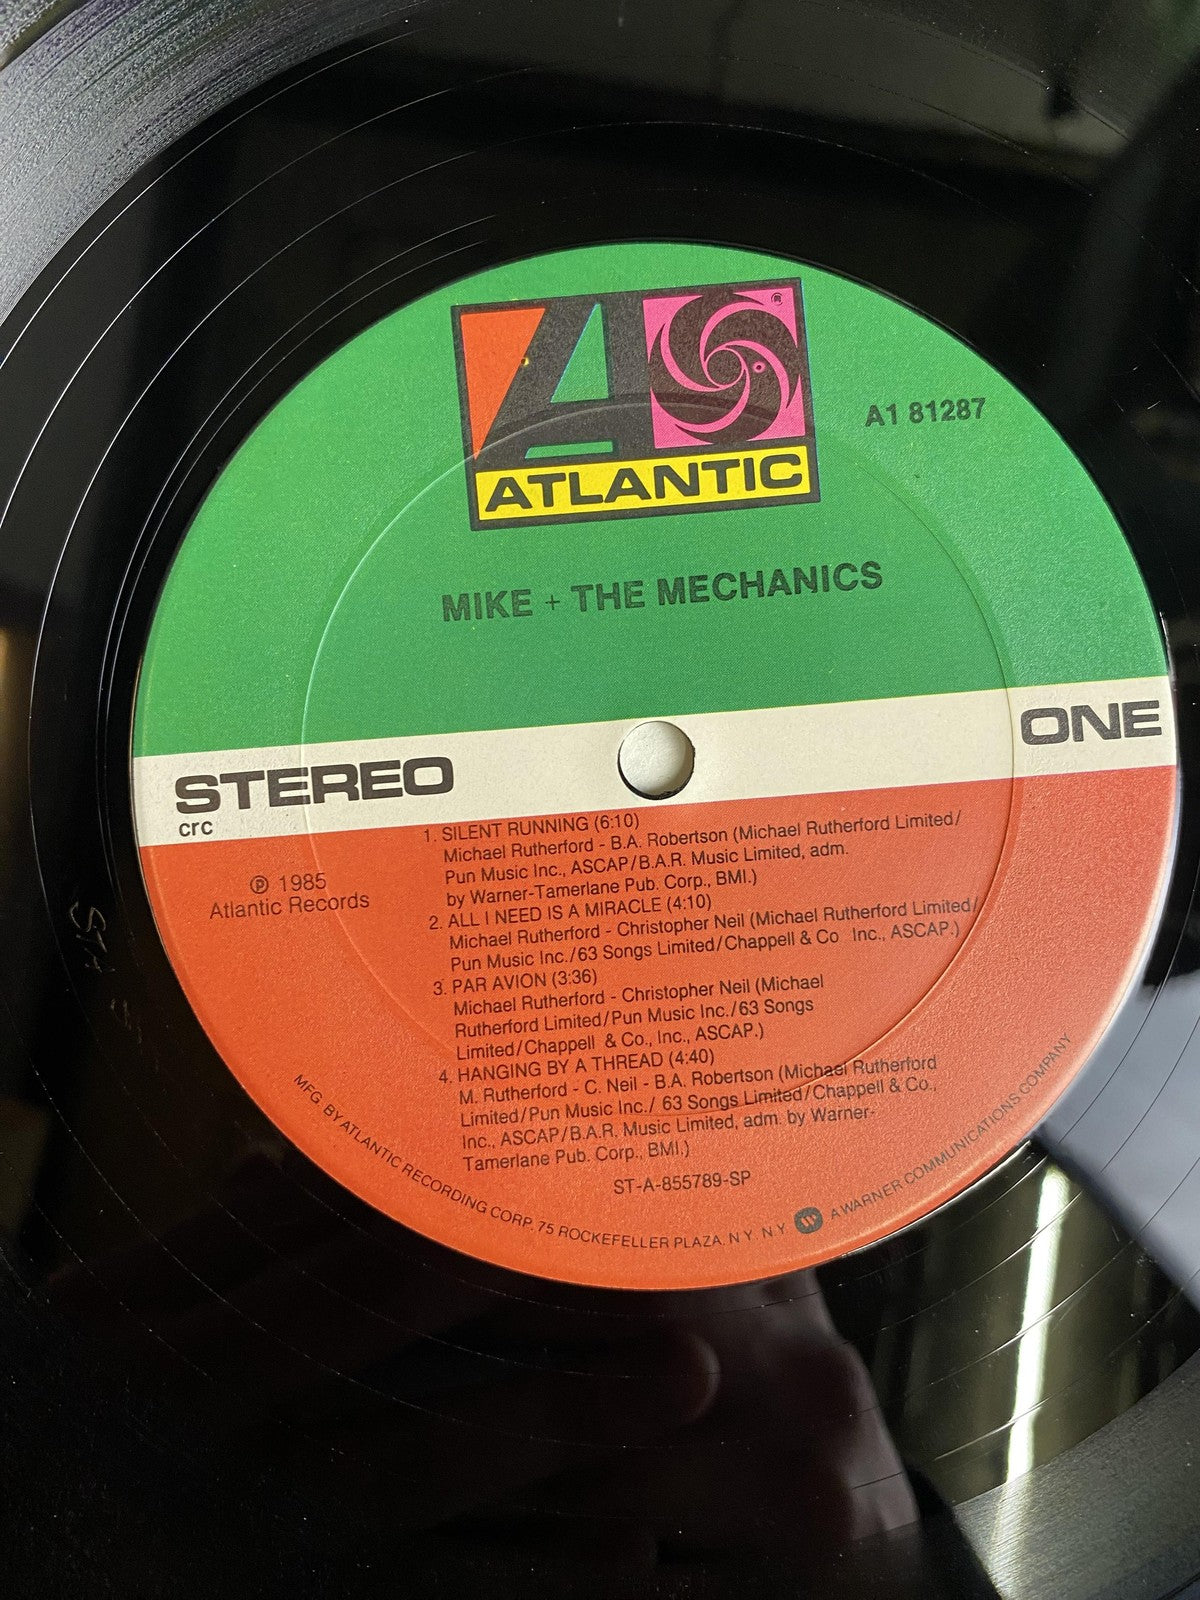 ®
ATLANTIC
A1 81287
MIKE + THE MECHANICS
STEREO
ONE
crc
℗ 1985
Atlantic Records
1. SILENT RUNNING (6:10)
Michael Rutherford - B.A. Robertson (Michael Rutherford Limited/
Pun Music Inc., ASCAP/B.A.R. Music Limited, adm.
by Warner-Tamerlane Pub. Corp., BMI.)
2. ALL I NEED IS A MIRACLE (4:10)
Michael Rutherford - Christopher Neil (Michael Rutherford Limited/
Pun Music Inc./63 Songs Limited/Chappell & Co Inc., ASCAP.)
3. PAR AVION (3:36)
Michael Rutherford - Christopher Neil (Michael
Rutherford Limited/Pun Music Inc./63 Songs
Limited/Chappell & Co., Inc., ASCAP.)
4. HANGING BY A THREAD (4:40)
M. Rutherford - C. Neil - B.A. Robertson (Michael Rutherford
Limited/Pun Music Inc./ 63 Songs Limited/Chappell & Co.,
Inc., ASCAP/B.A.R. Music Limited, adm. by Warner-
Tamerlane Pub. Corp., BMI.)
ST-A-855789-SP
MFG. BY ATLANTIC RECORDING CORP. 75 ROCKEFELLER PLAZA. N.Y. N.Y. A WARNER COMMUNICATIONS COMPANY